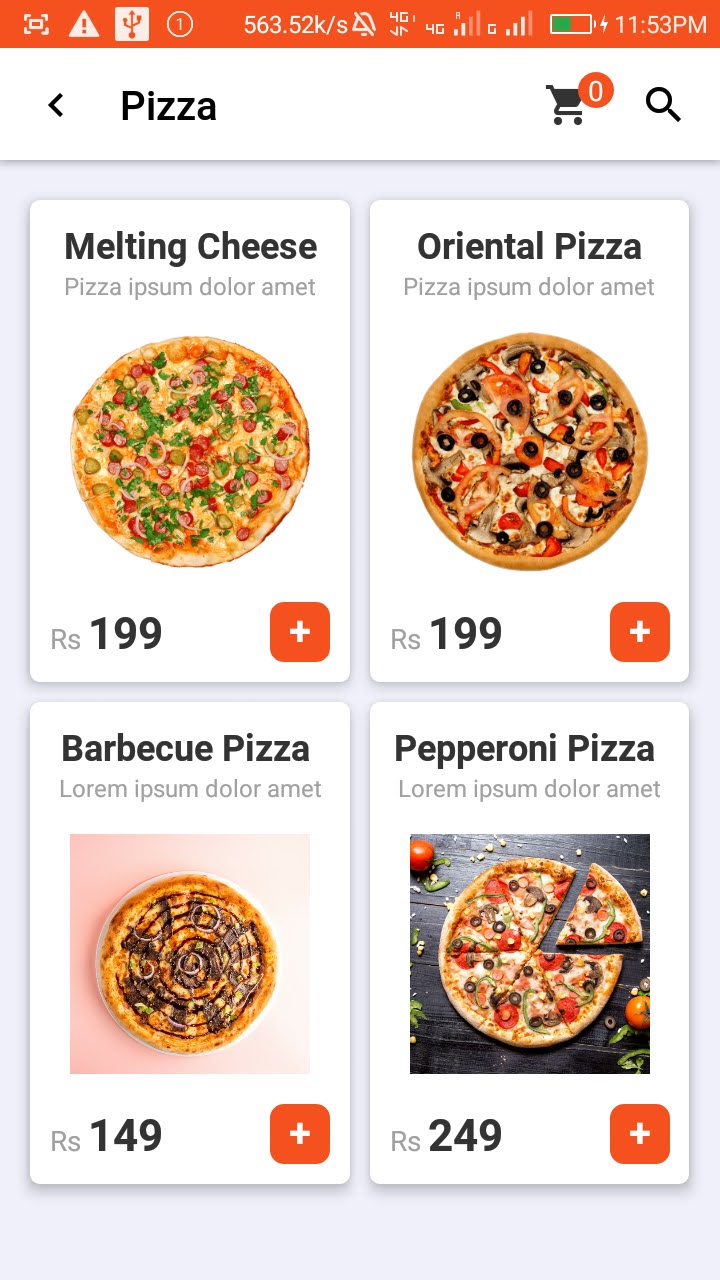 1 563.52k/s 4G 4G R G 11:53PM
Pizza 0
Melting Cheese
Pizza ipsum dolor amet
Rs 199
+
Oriental Pizza
Pizza ipsum dolor amet
Rs 199
+
Barbecue Pizza
Lorem ipsum dolor amet
Rs 149
+
Pepperoni Pizza
Lorem ipsum dolor amet
Rs 249
+